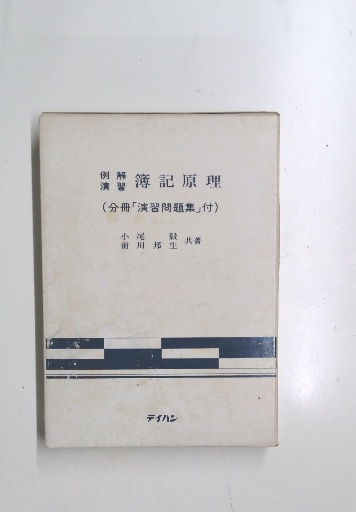 例解
演習 簿記原理
(分冊「演習問題集」付)
小尾 毅
前川邦生 共著
テイハン